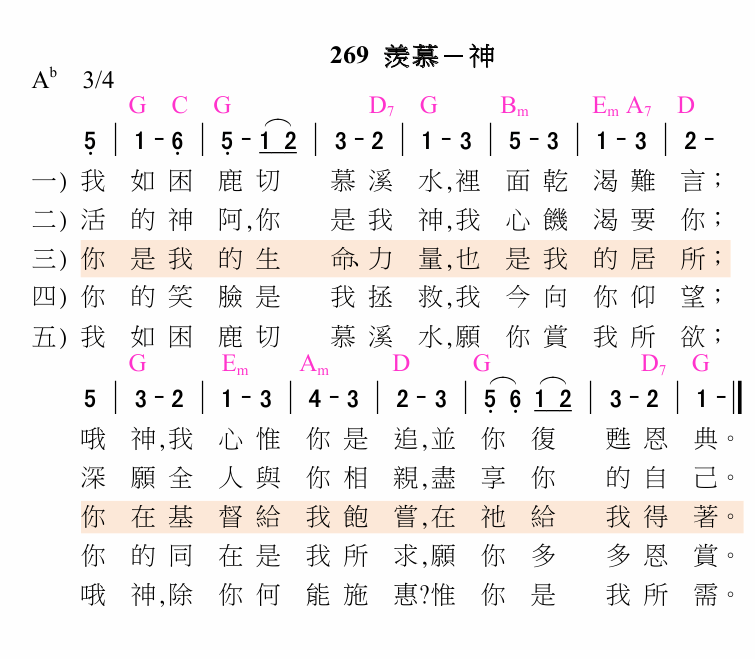 269 羨慕－神
A♭ 3/4
G C G D7 G Bm Em A7 D
5̣ | 1 - 6̣ | 5̣ - 1 2 | 3 - 2 | 1 - 3 | 5 - 3 | 1 - 3 | 2 -
一) 我 如 困 鹿 切 慕 溪 水,裡 面 乾 渴 難 言；
二) 活 的 神 阿,你 是 我 神,我 心 饑 渴 要 你；
三) 你 是 我 的 生 命、力 量,也 是 我 的 居 所；
四) 你 的 笑 臉 是 我 拯 救,我 今 向 你 仰 望；
五) 我 如 困 鹿 切 慕 溪 水,願 你 賞 我 所 欲；
G Em Am D G D7 G
5 | 3 - 2 | 1 - 3 | 4 - 3 | 2 - 3 | 5̣ 6̣ 1 2 | 3 - 2 | 1 - ‖
哦 神,我 心 惟 你 是 追,並 你 復 甦 恩 典。
深 願 全 人 與 你 相 親,盡 享 你 的 自 己。
你 在 基 督 給 我 飽 嘗,在 祂 給 我 得 著。
你 的 同 在 是 我 所 求,願 你 多 多 恩 賞。
哦 神,除 你 何 能 施 惠?惟 你 是 我 所 需。